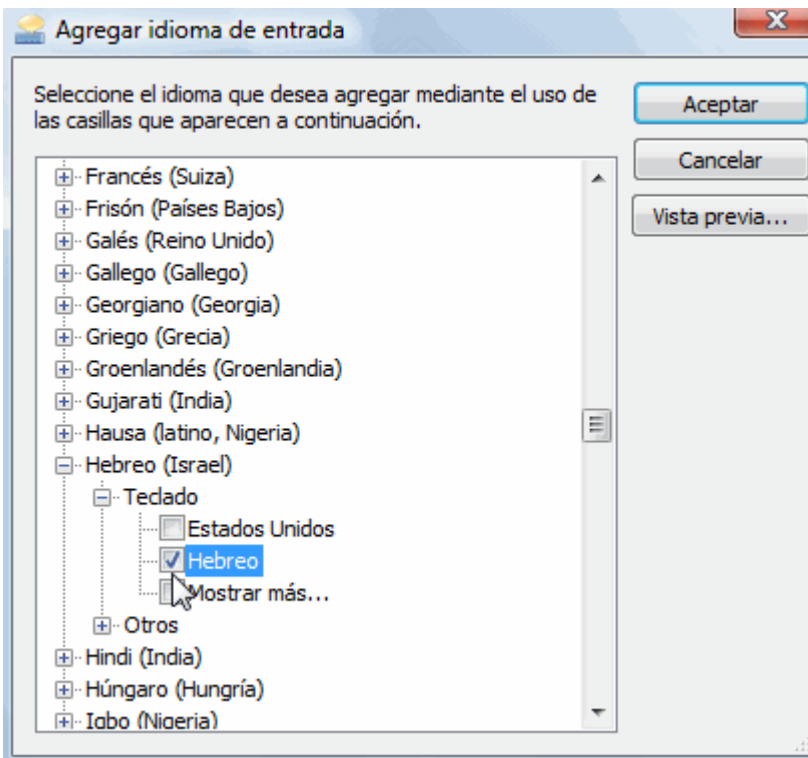 Agregar idioma de entrada
Seleccione el idioma que desea agregar mediante el uso de
las casillas que aparecen a continuación.
Aceptar
Cancelar
Vista previa...
Francés (Suiza)
Frisón (Países Bajos)
Galés (Reino Unido)
Gallego (Gallego)
Georgiano (Georgia)
Griego (Grecia)
Groenlandés (Groenlandia)
Gujarati (India)
Hausa (latino, Nigeria)
Hebreo (Israel)
Teclado
Estados Unidos
Hebreo
Mostrar más...
Otros
Hindi (India)
Húngaro (Hungría)
Igbo (Nigeria)